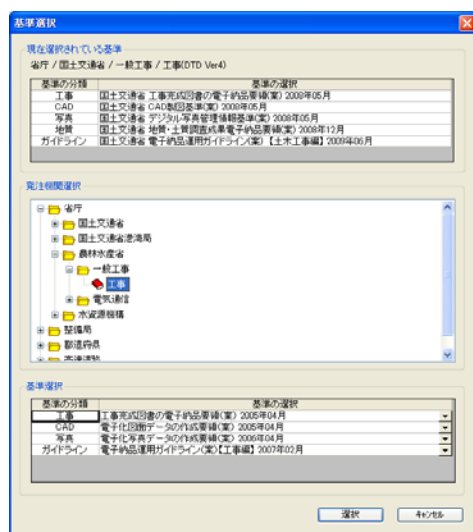 基準選択
現在選択されている基準
省庁 / 国土交通省 / 一般工事 / 工事(DTD Ver4)
基準の分類 基準の選択
工事 国土交通省 工事完成図書の電子納品要領(案) 2008年05月
CAD 国土交通省 CAD製図基準(案) 2008年05月
写真 国土交通省 デジタル写真管理情報基準(案) 2008年05月
地質 国土交通省 地質・土質調査成果電子納品要領(案) 2008年12月
ガイドライン 国土交通省 電子納品運用ガイドライン(案) 【土木工事編】 2009年06月
発注機関選択
省庁
国土交通省
国土交通省港湾局
農林水産省
一般工事
工事
電気通信
水資源機構
整備局
都道府県
基準選択
基準の分類 基準の選択
工事 工事完成図書の電子納品要領(案) 2005年04月
CAD 電子化図面データの作成要領(案) 2005年04月
写真 電子化写真データの作成要領(案) 2006年04月
ガイドライン 電子納品運用ガイドライン(案)【工事編】 2007年02月
選択 キャンセル